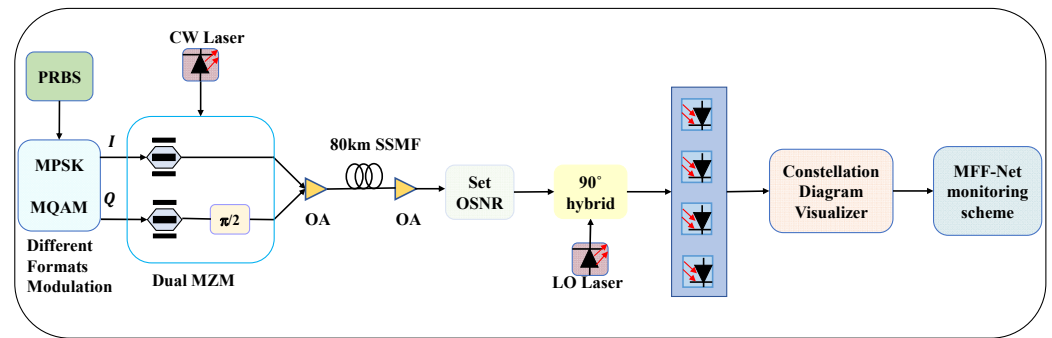 CW Laser
PRBS
MPSK
MQAM
I
Q
π/2
Different
Formats
Modulation
Dual MZM
OA
80km SSMF
OA
Set
OSNR
90°
hybrid
LO Laser
Constellation
Diagram
Visualizer
MFF-Net
monitoring
scheme